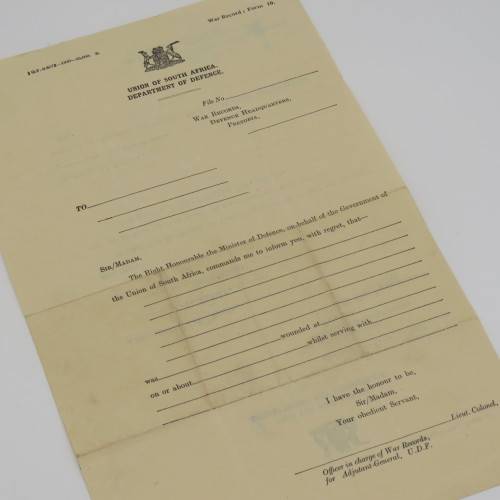 War Record : Form 10.
UNION OF SOUTH AFRICA.
DEPARTMENT OF DEFENCE.
File No.
War Records,
Defence Headquarters,
Pretoria,
TO
Sir/Madam,
The Right Honourable the Minister of Defence, on behalf of the Government of
the Union of South Africa, commands me to inform you, with regret, that—
was wounded at
on or about whilst serving with
I have the honour to be,
Sir/Madam,
Your obedient Servant,
Lieut. Colonel,
Officer in charge of War Records,
for Adjutant-General, U.D.F.